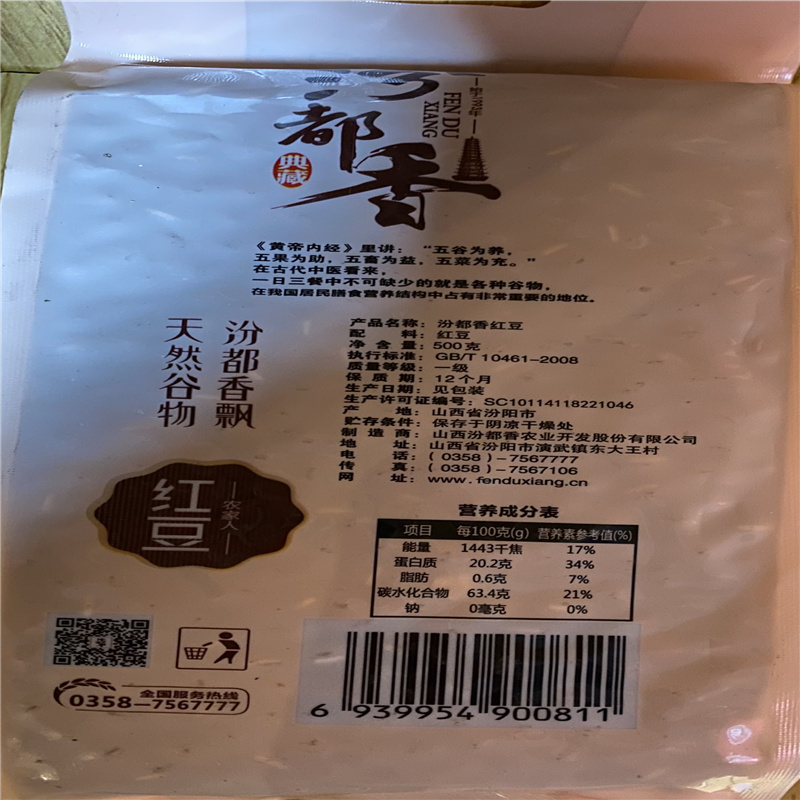 汾都香
FEN DU
XIANG
典藏
《黄帝内经》里讲：“五谷为养，
五果为助，五畜为益，五菜为充。”
在古代中医看来，
一日三餐中不可缺少的就是各种谷物，
在我国居民膳食营养结构中占有非常重要的地位。
汾都香飘
天然谷物
产品名称：汾都香红豆
配 料：红豆
净 含 量：500克
执行标准：GB/T 10461-2008
质量等级：一级
保 质 期：12个月
生产日期：见包装
生产许可证编号：SC10114118221046
产 地：山西省汾阳市
贮存条件：保存于阴凉干燥处
制 造 商：山西汾都香农业开发股份有限公司
地 址：山西省汾阳市演武镇东大王村
电 话：(0358)-7567777
传 真：(0358)-7567106
网 址：www.fenduxiang.cn
农家人
红豆
营养成分表
项目 每100克(g) 营养素参考值(%)
能量 1443千焦 17%
蛋白质 20.2克 34%
脂肪 0.6克 7%
碳水化合物 63.4克 21%
钠 0毫克 0%
全国服务热线
0358-7567777
6 939954 900811